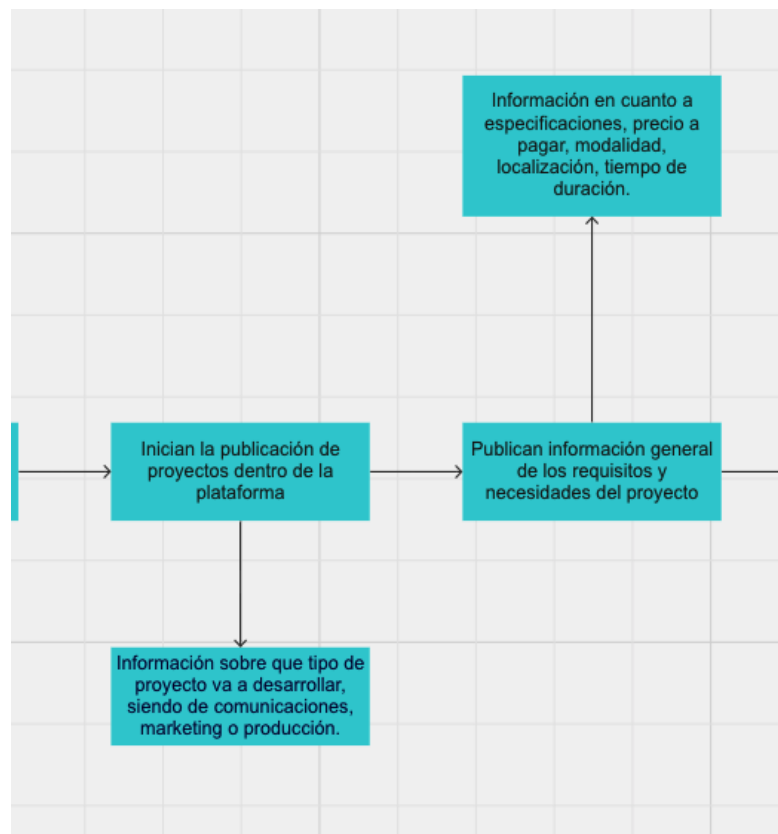 Información en cuanto a
especificaciones, precio a
pagar, modalidad,
localización, tiempo de
duración.
Inician la publicación de
proyectos dentro de la
plataforma
Publican información general
de los requisitos y
necesidades del proyecto
Información sobre que tipo de
proyecto va a desarrollar,
siendo de comunicaciones,
marketing o producción.